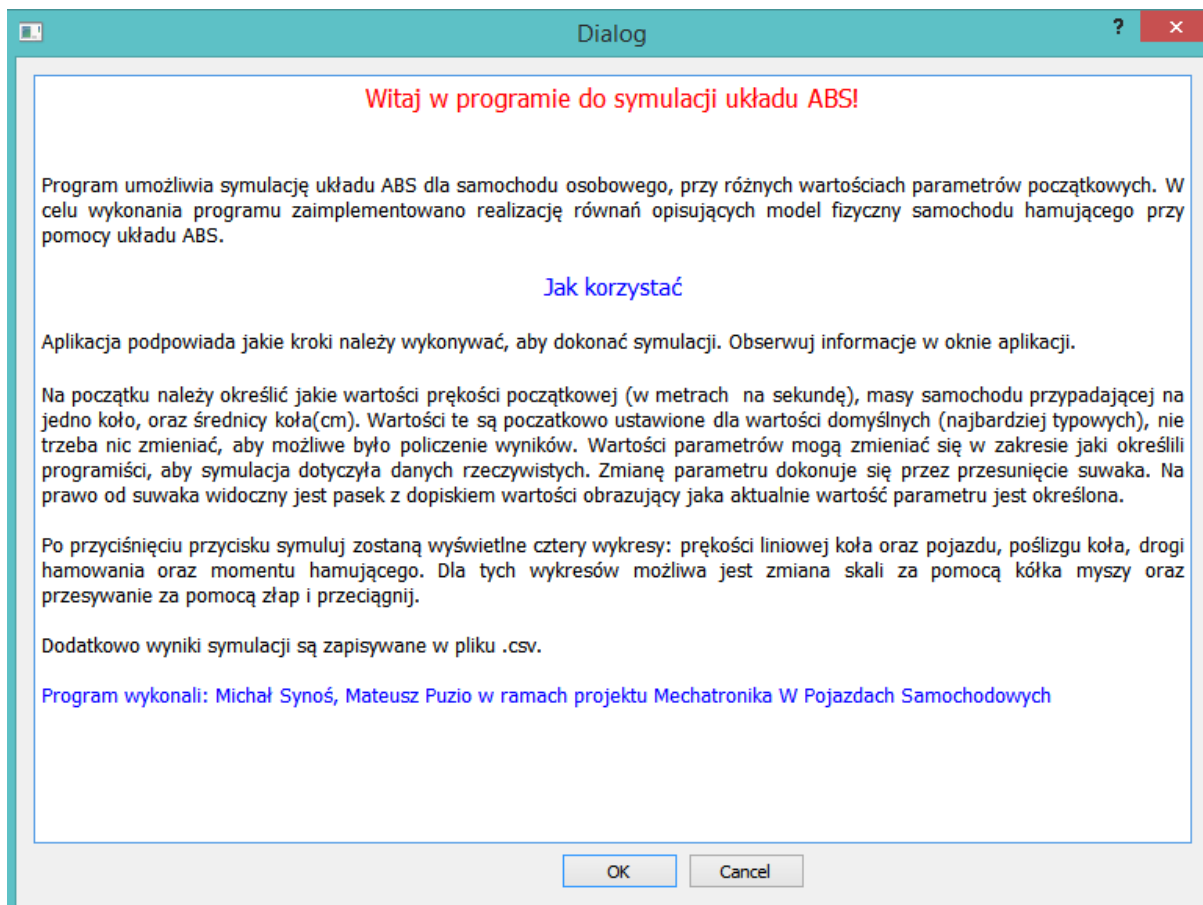 Dialog
?
×
Witaj w programie do symulacji układu ABS!
Program umożliwia symulację układu ABS dla samochodu osobowego, przy różnych wartościach parametrów początkowych. W
celu wykonania programu zaimplementowano realizację równań opisujących model fizyczny samochodu hamującego przy
pomocy układu ABS.
Jak korzystać
Aplikacja podpowiada jakie kroki należy wykonywać, aby dokonać symulacji. Obserwuj informacje w oknie aplikacji.
Na początku należy określić jakie wartości prękości początkowej (w metrach na sekundę), masy samochodu przypadającej na
jedno koło, oraz średnicy koła(cm). Wartości te są poczatkowo ustawione dla wartości domyślnych (najbardziej typowych), nie
trzeba nic zmieniać, aby możliwe było policzenie wyników. Wartości parametrów mogą zmieniać się w zakresie jaki określili
programiści, aby symulacja dotyczyła danych rzeczywistych. Zmianę parametru dokonuje się przez przesunięcie suwaka. Na
prawo od suwaka widoczny jest pasek z dopiskiem wartości obrazujący jaka aktualnie wartość parametru jest określona.
Po przyciśnięciu przycisku symuluj zostaną wyświetlne cztery wykresy: prękości liniowej koła oraz pojazdu, poślizgu koła, drogi
hamowania oraz momentu hamującego. Dla tych wykresów możliwa jest zmiana skali za pomocą kółka myszy oraz
przesywanie za pomocą złap i przeciągnij.
Dodatkowo wyniki symulacji są zapisywane w pliku .csv.
Program wykonali: Michał Synoś, Mateusz Puzio w ramach projektu Mechatronika W Pojazdach Samochodowych
OK
Cancel